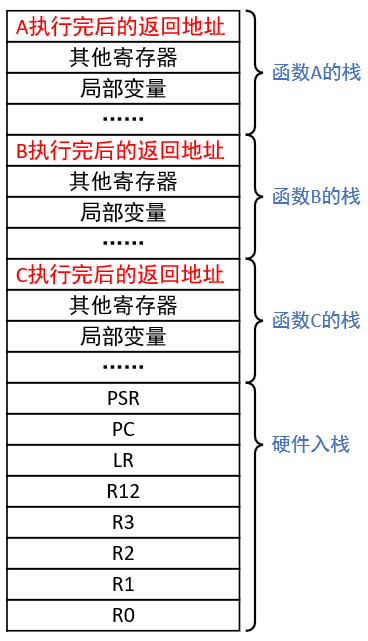 A执行完后的返回地址
其他寄存器
局部变量
······
函数A的栈
B执行完后的返回地址
其他寄存器
局部变量
······
函数B的栈
C执行完后的返回地址
其他寄存器
局部变量
······
函数C的栈
PSR
PC
LR
R12
R3
R2
R1
R0
硬件入栈